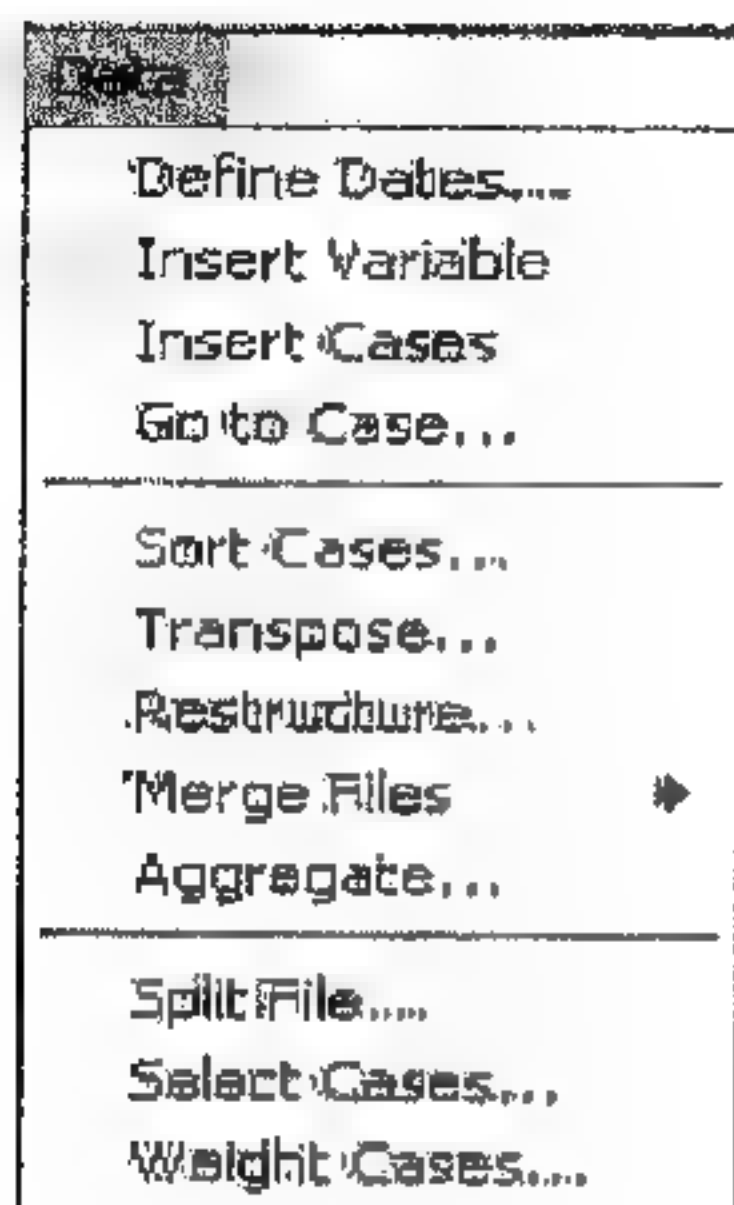 Data
Define Dates...
Insert Variable
Insert Cases
Go to Case...
Sort Cases...
Transpose...
Restructure...
Merge Files
Aggregate...
Split File...
Select Cases...
Weight Cases...